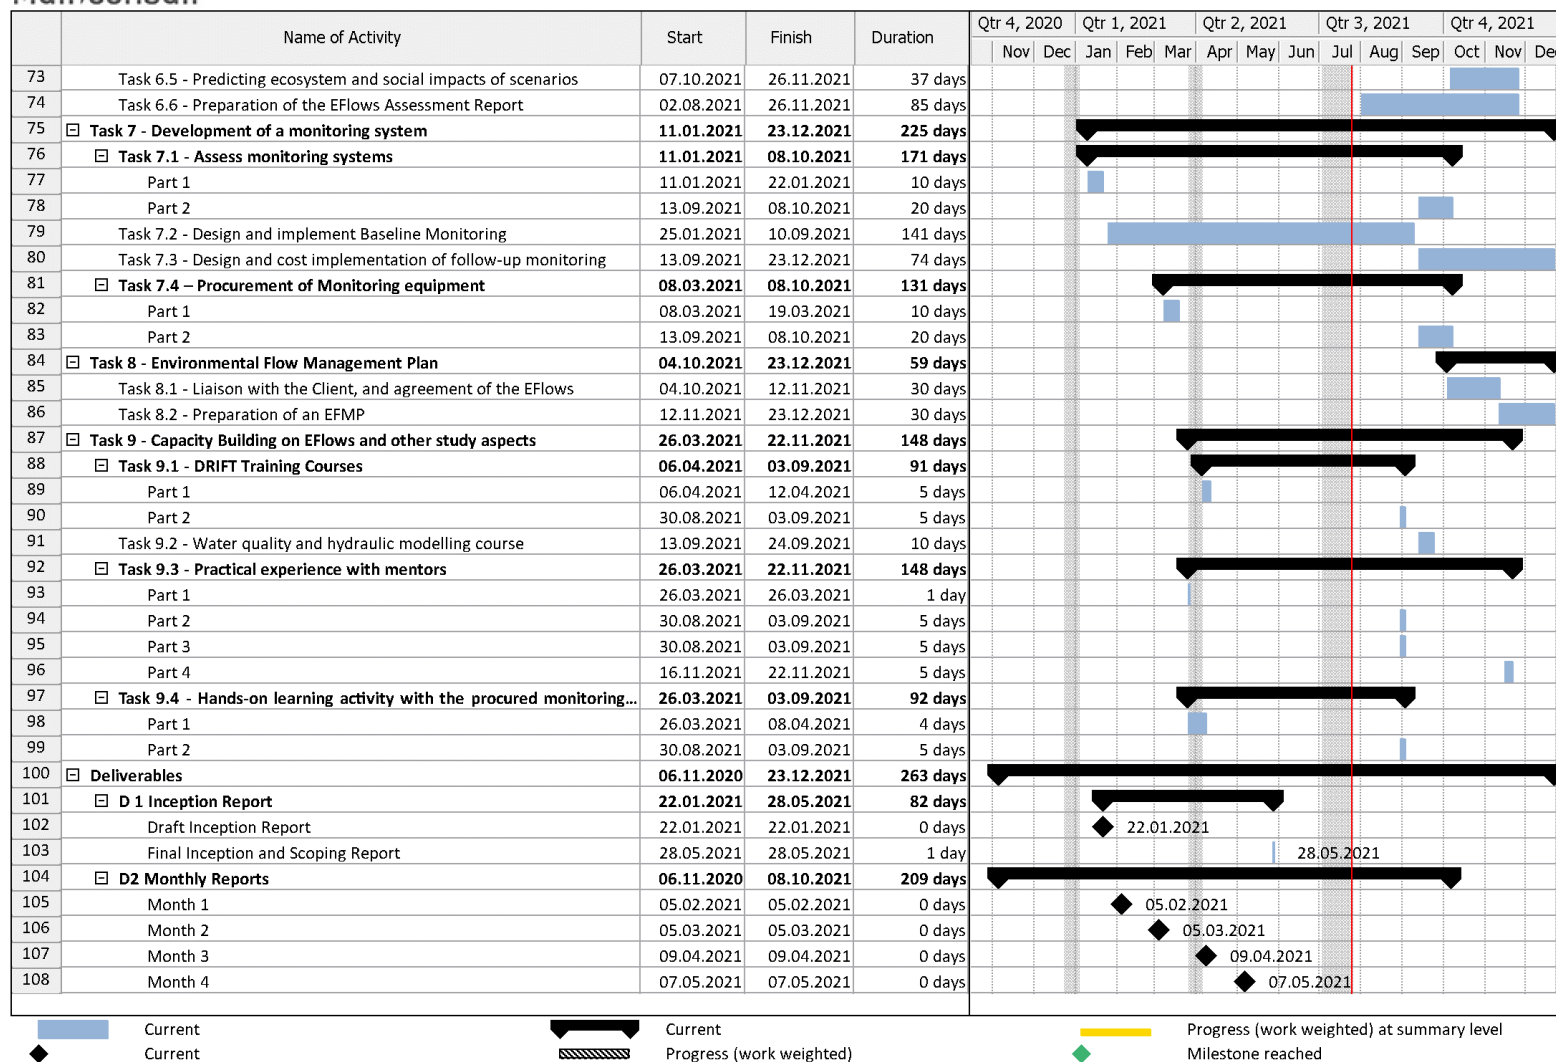 Name of Activity Start Finish Duration Qtr 4, 2020 Qtr 1, 2021 Qtr 2, 2021 Qtr 3, 2021 Qtr 4, 2021
Nov Dec Jan Feb Mar Apr May Jun Jul Aug Sep Oct Nov Dec
73 Task 6.5 - Predicting ecosystem and social impacts of scenarios 07.10.2021 26.11.2021 37 days
74 Task 6.6 - Preparation of the EFlows Assessment Report 02.08.2021 26.11.2021 85 days
75 Task 7 - Development of a monitoring system 11.01.2021 23.12.2021 225 days
76 Task 7.1 - Assess monitoring systems 11.01.2021 08.10.2021 171 days
77 Part 1 11.01.2021 22.01.2021 10 days
78 Part 2 13.09.2021 08.10.2021 20 days
79 Task 7.2 - Design and implement Baseline Monitoring 25.01.2021 10.09.2021 141 days
80 Task 7.3 - Design and cost implementation of follow-up monitoring 13.09.2021 23.12.2021 74 days
81 Task 7.4 – Procurement of Monitoring equipment 08.03.2021 08.10.2021 131 days
82 Part 1 08.03.2021 19.03.2021 10 days
83 Part 2 13.09.2021 08.10.2021 20 days
84 Task 8 - Environmental Flow Management Plan 04.10.2021 23.12.2021 59 days
85 Task 8.1 - Liaison with the Client, and agreement of the EFlows 04.10.2021 12.11.2021 30 days
86 Task 8.2 - Preparation of an EFMP 12.11.2021 23.12.2021 30 days
87 Task 9 - Capacity Building on EFlows and other study aspects 26.03.2021 22.11.2021 148 days
88 Task 9.1 - DRIFT Training Courses 06.04.2021 03.09.2021 91 days
89 Part 1 06.04.2021 12.04.2021 5 days
90 Part 2 30.08.2021 03.09.2021 5 days
91 Task 9.2 - Water quality and hydraulic modelling course 13.09.2021 24.09.2021 10 days
92 Task 9.3 - Practical experience with mentors 26.03.2021 22.11.2021 148 days
93 Part 1 26.03.2021 26.03.2021 1 day
94 Part 2 30.08.2021 03.09.2021 5 days
95 Part 3 30.08.2021 03.09.2021 5 days
96 Part 4 16.11.2021 22.11.2021 5 days
97 Task 9.4 - Hands-on learning activity with the procured monitoring... 26.03.2021 03.09.2021 92 days
98 Part 1 26.03.2021 08.04.2021 4 days
99 Part 2 30.08.2021 03.09.2021 5 days
100 Deliverables 06.11.2020 23.12.2021 263 days
101 D 1 Inception Report 22.01.2021 28.05.2021 82 days
102 Draft Inception Report 22.01.2021 22.01.2021 0 days 22.01.2021
103 Final Inception and Scoping Report 28.05.2021 28.05.2021 1 day 28.05.2021
104 D2 Monthly Reports 06.11.2020 08.10.2021 209 days
105 Month 1 05.02.2021 05.02.2021 0 days 05.02.2021
106 Month 2 05.03.2021 05.03.2021 0 days 05.03.2021
107 Month 3 09.04.2021 09.04.2021 0 days 09.04.2021
108 Month 4 07.05.2021 07.05.2021 0 days 07.05.2021
Current Current Progress (work weighted) at summary level
Current Progress (work weighted) Milestone reached